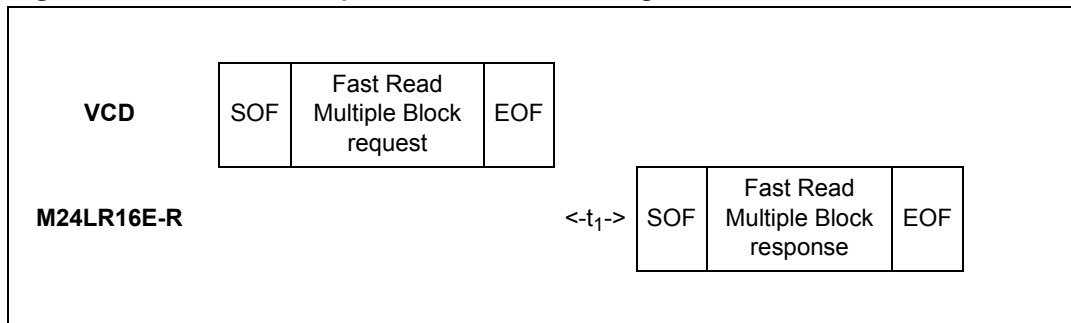 VCD
SOF
Fast Read
Multiple Block
request
EOF
M24LR16E-R
<-t1->
SOF
Fast Read
Multiple Block
response
EOF